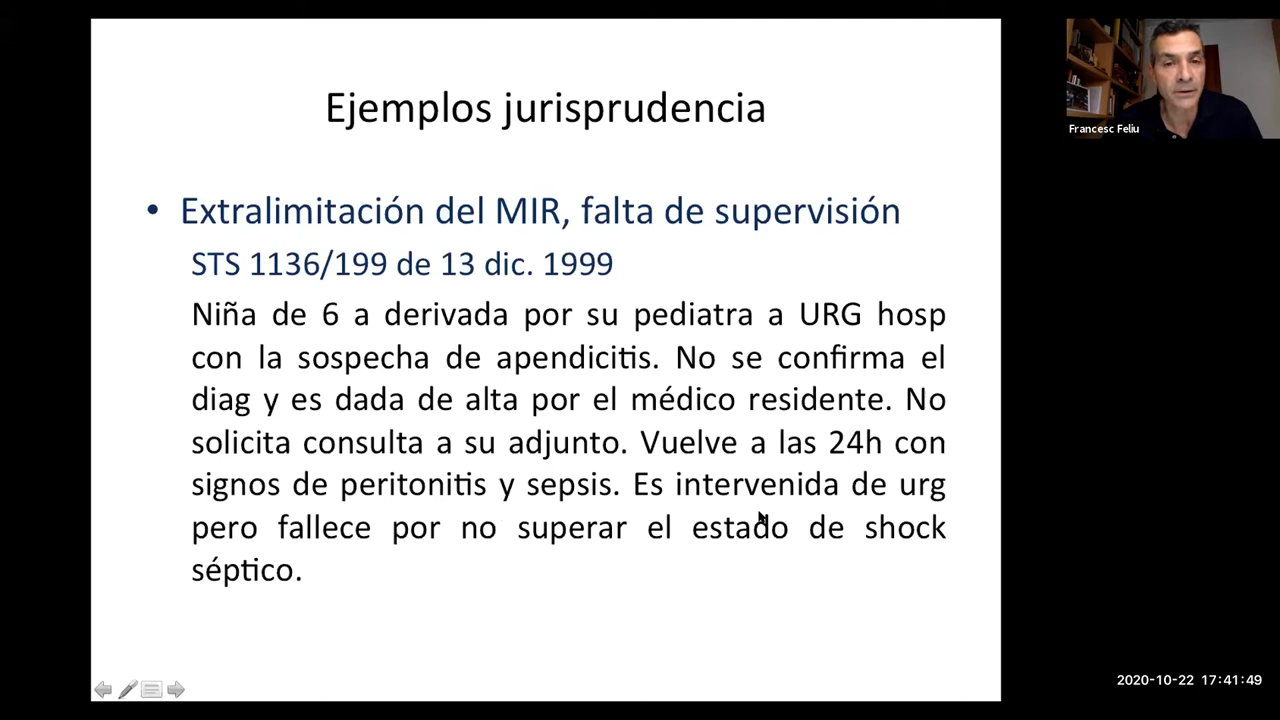 Ejemplos jurisprudencia
• Extralimitación del MIR, falta de supervisión
STS 1136/199 de 13 dic. 1999
Niña de 6 a derivada por su pediatra a URG hosp
con la sospecha de apendicitis. No se confirma el
diag y es dada de alta por el médico residente. No
solicita consulta a su adjunto. Vuelve a las 24h con
signos de peritonitis y sepsis. Es intervenida de urg
pero fallece por no superar el estado de shock
séptico.
Francesc Feliu
2020-10-22 17:41:49